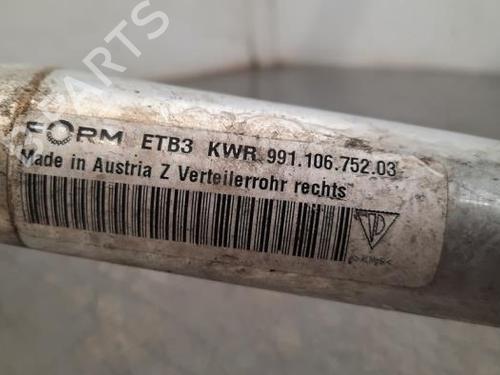 FORM ETB3 KWR 991.106.752.03
Made in Austria Z Verteilerrohr rechts